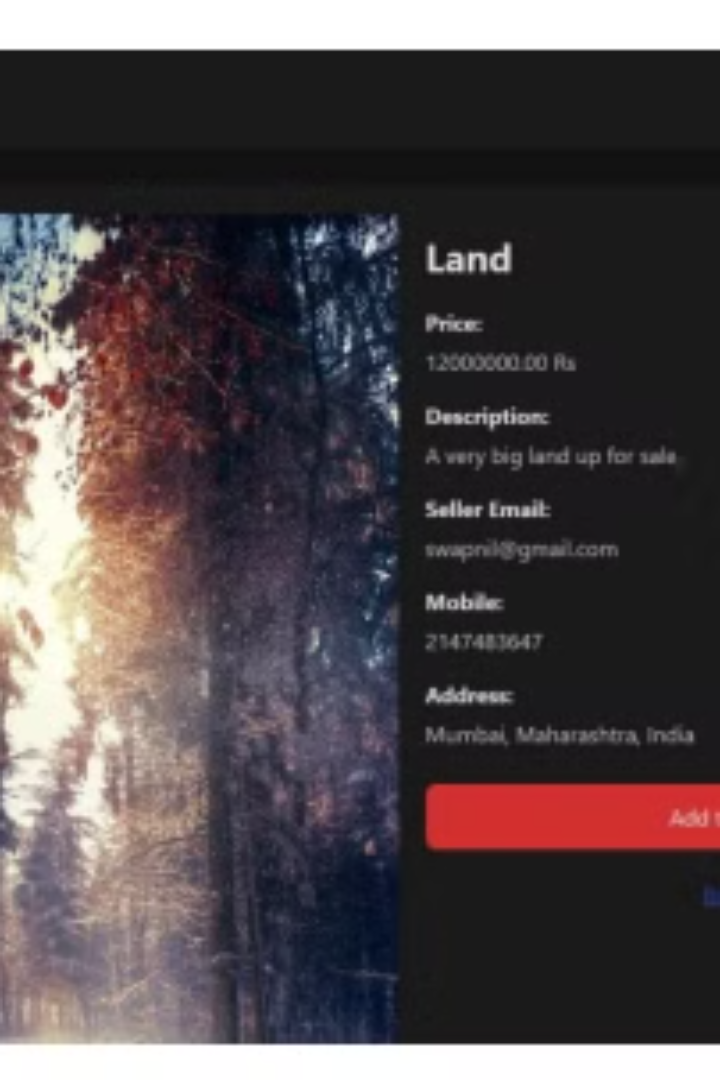 Land
Price:
12000000.00 Rs
Description:
A very big land up for sale
Seller Email:
swapnil@gmail.com
Mobile:
2147483647
Address:
Mumbai, Maharashtra, India
Add